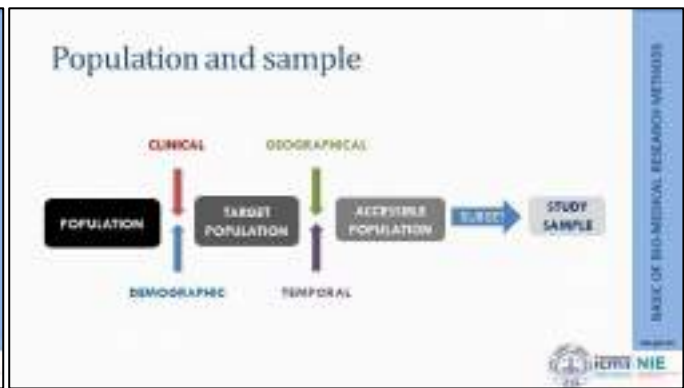 Population and sample
CLINICAL
GEOGRAPHICAL
POPULATION
TARGET
POPULATION
ACCESSIBLE
POPULATION
SUBSET
STUDY
SAMPLE
DEMOGRAPHIC
TEMPORAL
BASIC OF BIO-MEDICAL RESEARCH METHODS
icmr NIE